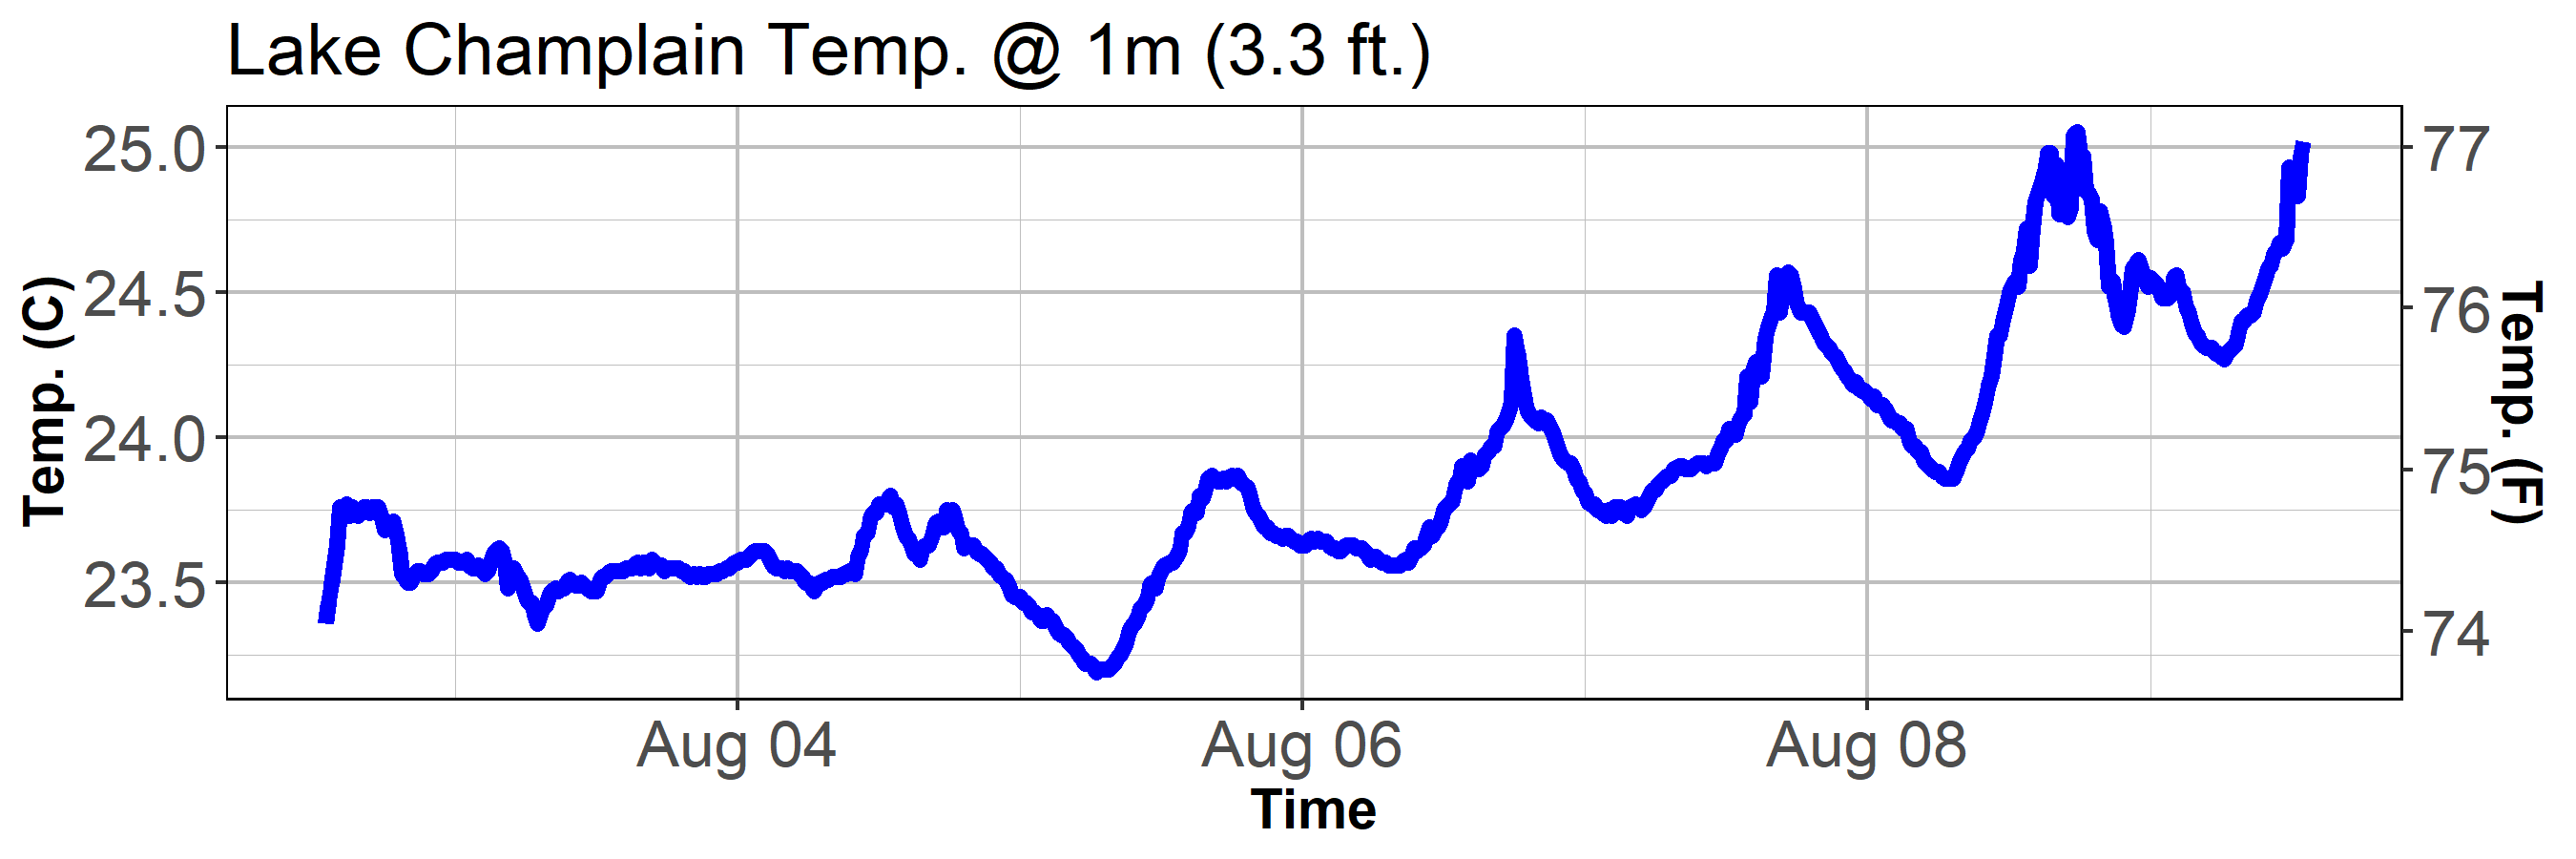 Lake Champlain Temp. @ 1m (3.3 ft.)
25.0
24.5
24.0
23.5
Temp. (C)
77
76
75
74
Temp. (F)
Aug 04 Aug 06 Aug 08
Time